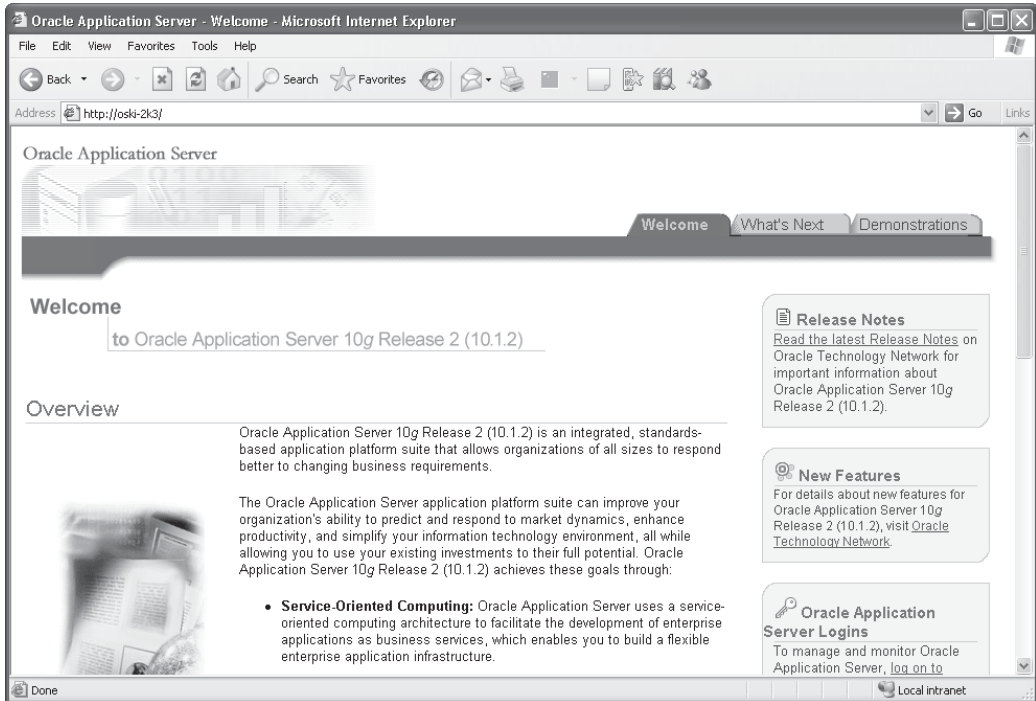 Oracle Application Server - Welcome - Microsoft Internet Explorer
File Edit View Favorites Tools Help
Back Search Favorites
Address http://oski-2k3/ Go Links
Oracle Application Server
Welcome What's Next Demonstrations
Welcome
to Oracle Application Server 10g Release 2 (10.1.2)
Overview
Oracle Application Server 10g Release 2 (10.1.2) is an integrated, standards-
based application platform suite that allows organizations of all sizes to respond
better to changing business requirements.
The Oracle Application Server application platform suite can improve your
organization's ability to predict and respond to market dynamics, enhance
productivity, and simplify your information technology environment, all while
allowing you to use your existing investments to their full potential. Oracle
Application Server 10g Release 2 (10.1.2) achieves these goals through:
• Service-Oriented Computing: Oracle Application Server uses a service-
oriented computing architecture to facilitate the development of enterprise
applications as business services, which enables you to build a flexible
enterprise application infrastructure.
Release Notes
Read the latest Release Notes on
Oracle Technology Network for
important information about
Oracle Application Server 10g
Release 2 (10.1.2).
New Features
For details about new features for
Oracle Application Server 10g
Release 2 (10.1.2), visit Oracle
Technology Network.
Oracle Application
Server Logins
To manage and monitor Oracle
Application Server, log on to
Done Local intranet